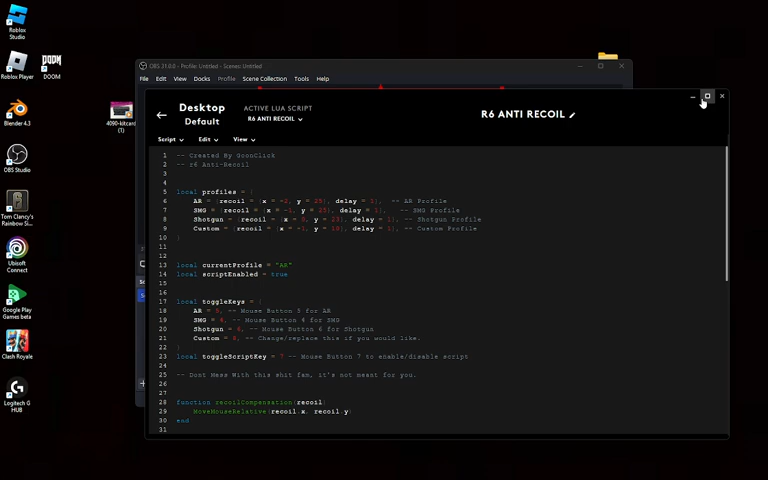 Roblox Studio
Roblox Player
DOOM
Blender 4.3
4090-kitcard (1)
OBS Studio
Tom Clancy's Rainbow Si...
Ubisoft Connect
Google Play Games beta
Clash Royale
Logitech G HUB
OBS 31.0.0 - Profile: Untitled - Scenes: Untitled
File Edit View Docks Profile Scene Collection Tools Help
Desktop
Default
ACTIVE LUA SCRIPT
R6 ANTI RECOIL
R6 ANTI RECOIL
Script Edit View
1 -- Created By GoonClick
2 -- r6 Anti-Recoil
3
4
5 local profiles = {
6 AR = {recoil = {x = -2, y = 29}, delay = 1}, -- AR Profile
7 SMG = {recoil = {x = -1, y = 23}, delay = 1}, -- SMG Profile
8 Shotgun = {recoil = {x = 0, y = 23}, delay = 1}, -- Shotgun Profile
9 Custom = {recoil = {x = -1, y = 18}, delay = 1}, -- Custom Profile
10 }
11
12
13 local currentProfile = "AR"
14 local scriptEnabled = true
15
16
17 local toggleKeys = {
18 AR = 5, -- Mouse Button 5 for AR
19 SMG = 4, -- Mouse Button 4 for SMG
20 Shotgun = 6, -- Mouse Button 6 for Shotgun
21 Custom = 8, -- Change/replace this if you would like.
22 }
23 local toggleScriptKey = 7 -- Mouse Button 7 to enable/disable script
24
25 -- Dont Mess With this shit fam, it's not meant for you.
26
27
28 function recoilCompensation(recoil)
29 MoveMouseRelative(recoil.x, recoil.y)
30 end
31